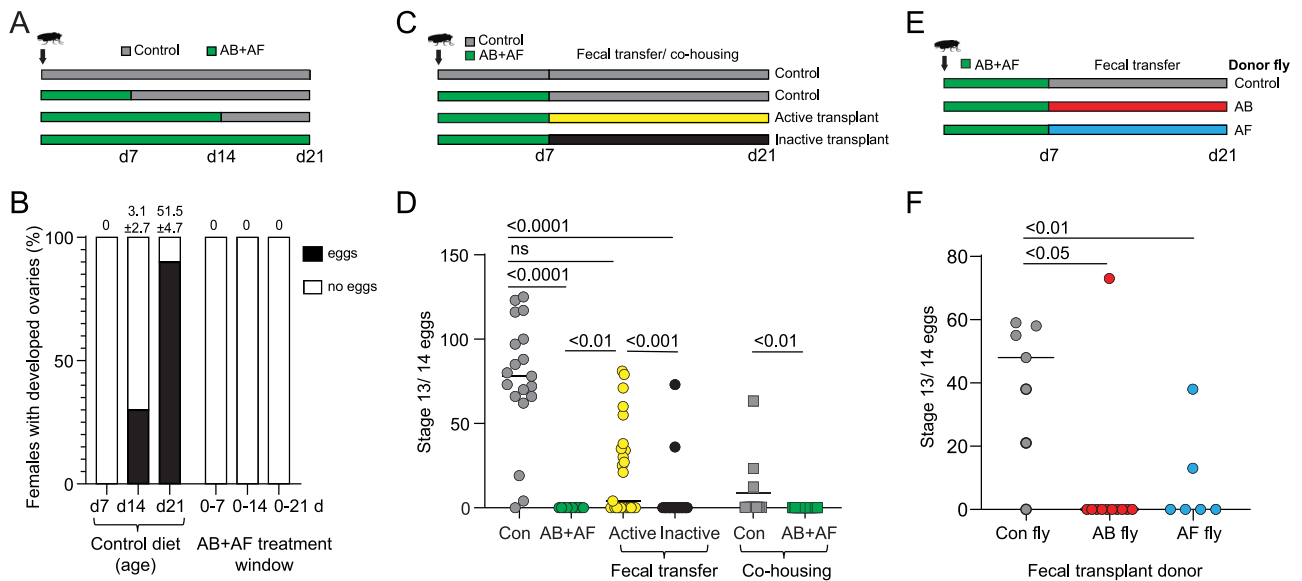 A
Control
AB+AF
d7
d14
d21
B
Females with developed ovaries (%)
100
50
0
0
3.1
±2.7
51.5
±4.7
0
0
0
eggs
no eggs
d7
d14
d21
0-7
0-14
0-21
d
Control diet
(age)
AB+AF treatment
window
C
Control
AB+AF
Fecal transfer/ co-housing
Control
Control
Active transplant
Inactive transplant
d7
d21
D
Stage 13/ 14 eggs
150
100
50
0
<0.0001
ns
<0.0001
<0.01
<0.001
<0.01
Con
AB+AF
Active
Inactive
Con
AB+AF
Fecal transfer
Co-housing
E
AB+AF
Fecal transfer
Donor fly
Control
AB
AF
d7
d21
F
Stage 13/ 14 eggs
80
60
40
20
0
<0.01
<0.05
Con fly
AB fly
AF fly
Fecal transplant donor